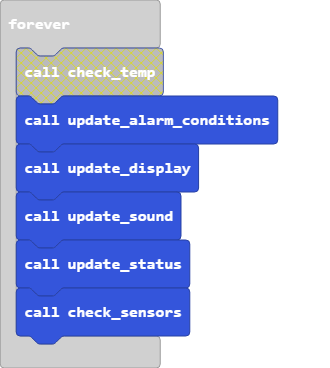 forever
call check_temp
call update_alarm_conditions
call update_display
call update_sound
call update_status
call check_sensors